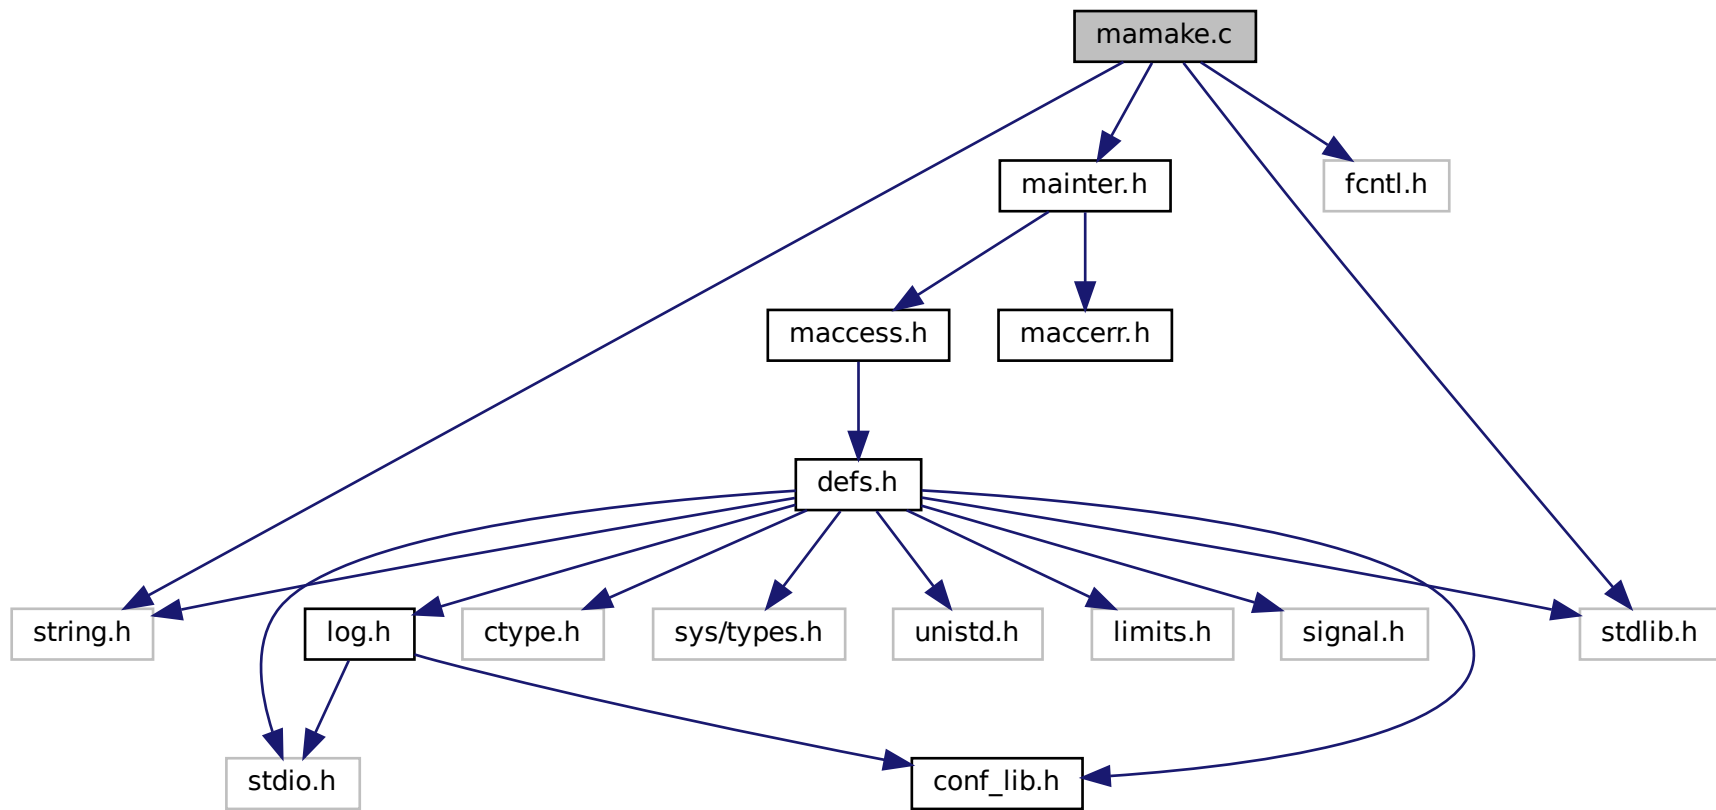 mamake.c
mainter.h
fcntl.h
maccess.h
maccerr.h
defs.h
string.h
log.h
ctype.h
sys/types.h
unistd.h
limits.h
signal.h
stdlib.h
stdio.h
conf_lib.h